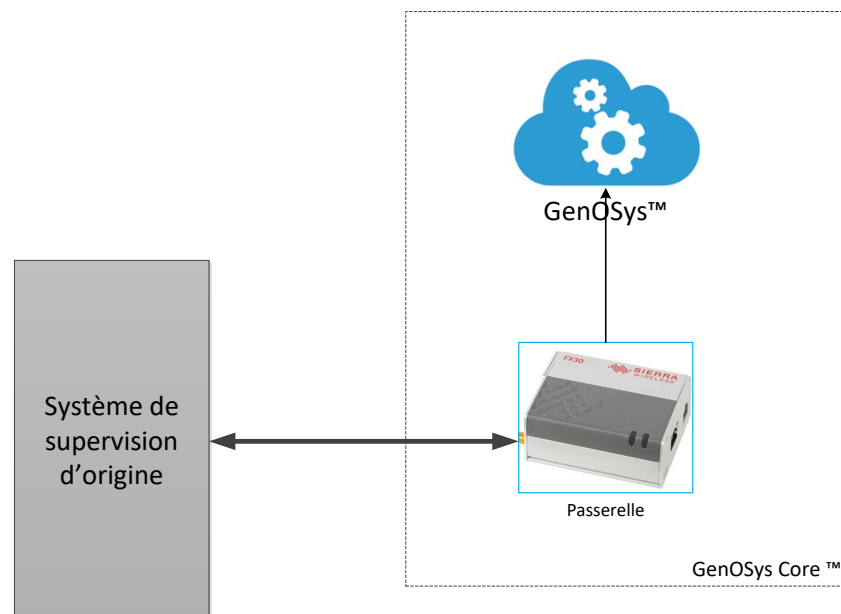 GenOSys™
FX30
SIERRA
WIRELESS
Système de
supervision
d’origine
Passerelle
GenOSys Core ™